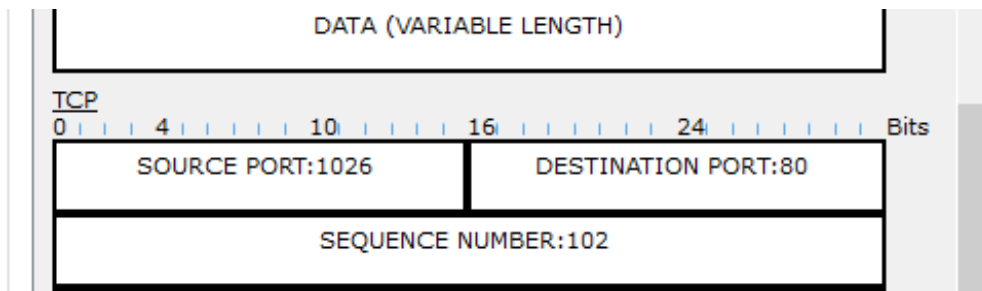 DATA (VARIABLE LENGTH)
TCP
0 4 10 16 24 Bits
SOURCE PORT:1026 DESTINATION PORT:80
SEQUENCE NUMBER:102